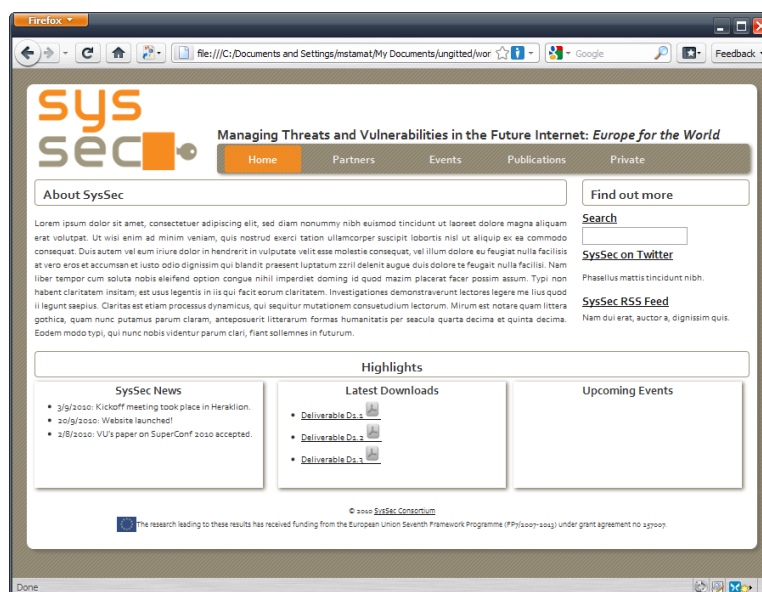 Firefox
file:///C:/Documents and Settings/mstamat/My Documents/ungitted/wor
Google
Feedback
sys
sec
Managing Threats and Vulnerabilities in the Future Internet: Europe for the World
Home Partners Events Publications Private
About SysSec
Find out more
Lorem ipsum dolor sit amet, consectetuer adipiscing elit, sed diam nonummy nibh euismod tincidunt ut laoreet dolore magna aliquam
erat volutpat. Ut wisi enim ad minim veniam, quis nostrud exerci tation ullamcorper suscipit lobortis nisl ut aliquip ex ea commodo
consequat. Duis autem vel eum iriure dolor in hendrerit in vulputate velit esse molestie consequat, vel illum dolore eu feugiat nulla facilisis
at vero eros et accumsan et iusto odio dignissim qui blandit praesent luptatum zzril delenit augue duis dolore te feugait nulla facilisi. Nam
liber tempor cum soluta nobis eleifend option congue nihil imperdiet doming id quod mazim placerat facer possim assum. Typi non
habent claritatem insitam; est usus legentis in iis qui facit eorum claritatem. Investigationes demonstraverunt lectores legere me lius quod
ii legunt saepius. Claritas est etiam processus dynamicus, qui sequitur mutationem consuetudium lectorum. Mirum est notare quam littera
gothica, quam nunc putamus parum claram, anteposuerit litterarum formas humanitatis per seacula quarta decima et quinta decima.
Eodem modo typi, qui nunc nobis videntur parum clari, fiant sollemnes in futurum.
Search
SysSec on Twitter
Phasellus mattis tincidunt nibh.
SysSec RSS Feed
Nam dui erat, auctor a, dignissim quis.
Highlights
SysSec News
3/9/2010: Kickoff meeting took place in Heraklion.
20/9/2010: Website launched!
2/8/2010: VU's paper on SuperConf 2010 accepted.
Latest Downloads
Deliverable D1.1
Deliverable D1.2
Deliverable D1.3
Upcoming Events
© 2010 SysSec Consortium
The research leading to these results has received funding from the European Union Seventh Framework Programme (FP7/2007-2013) under grant agreement no 257007.
Done